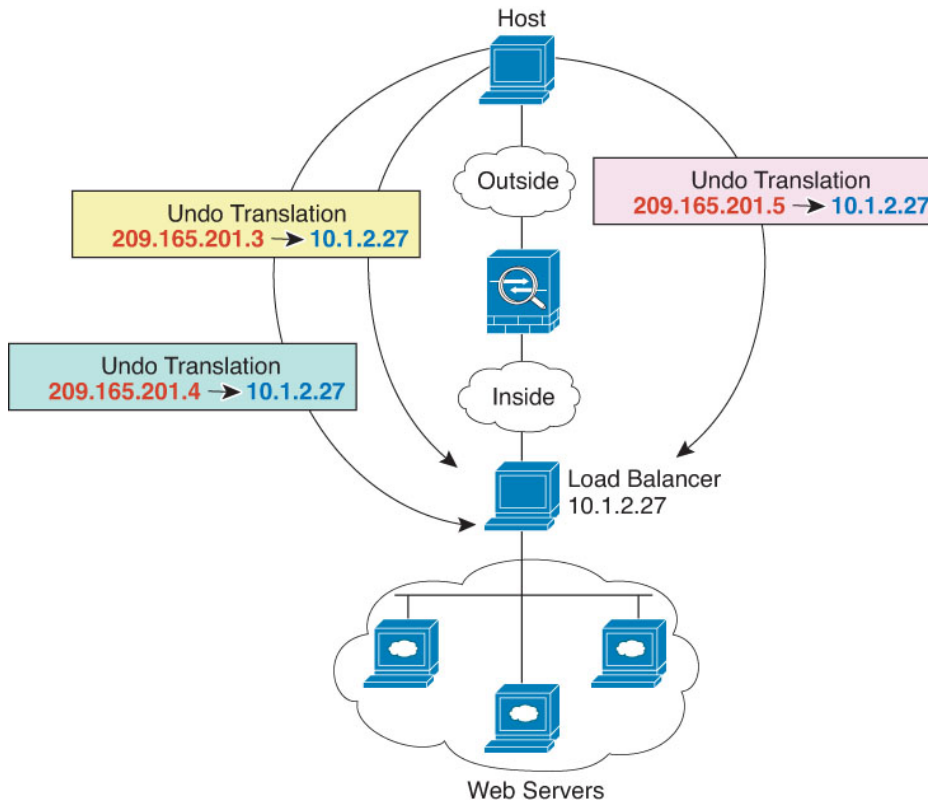 Host
Outside
Undo Translation
209.165.201.3 → 10.1.2.27
Undo Translation
209.165.201.5 → 10.1.2.27
Undo Translation
209.165.201.4 → 10.1.2.27
Inside
Load Balancer
10.1.2.27
Web Servers